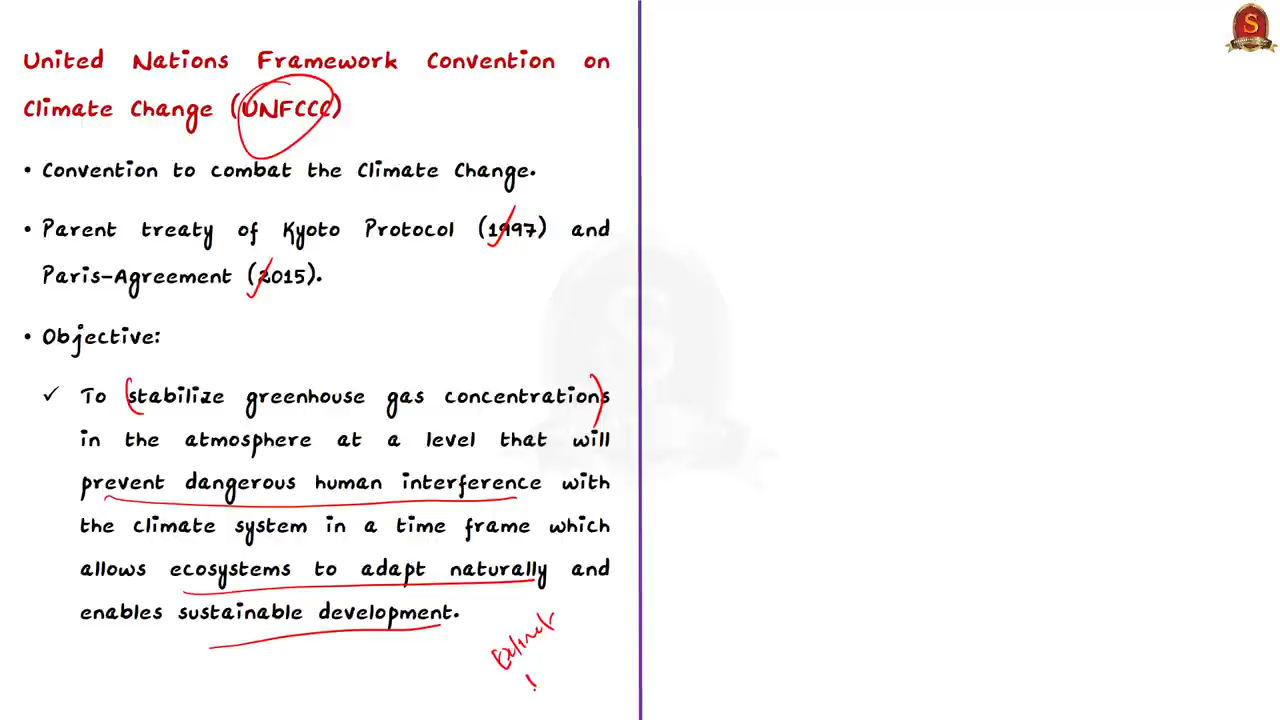 United Nations Framework Convention on
Climate Change (UNFCCC)
• Convention to combat the Climate Change.
• Parent treaty of Kyoto Protocol (1997) and
Paris-Agreement (2015).
• Objective:
✓ To stabilize greenhouse gas concentrations
in the atmosphere at a level that will
prevent dangerous human interference with
the climate system in a time frame which
allows ecosystems to adapt naturally and
enables sustainable development.
Extinct
S